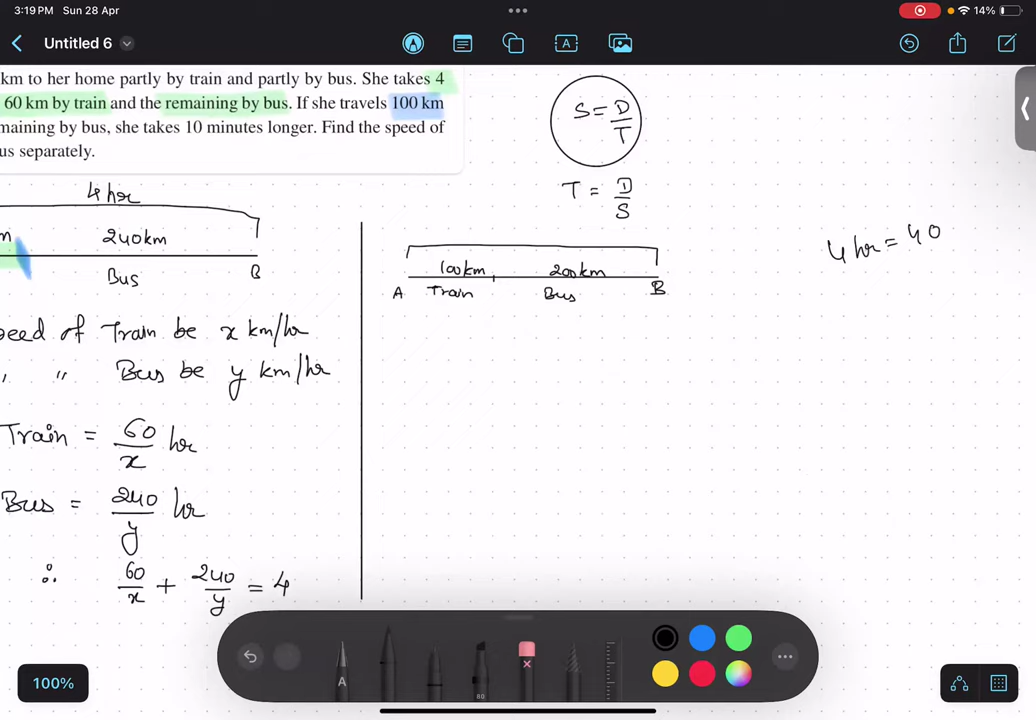 3:19 PM Sun 28 Apr
14%
Untitled 6
km to her home partly by train and partly by bus. She takes 4
60 km by train and the remaining by bus. If she travels 100 km
maining by bus, she takes 10 minutes longer. Find the speed of
us separately.
S = D/T
T = D/S
4 hr
240km
Bus
B
100km 200km
A Train Bus B
4 hr = 40
peed of Train be x km/hr
" " Bus be y km/hr
Train = 60/x hr
Bus = 240/y hr
∴ 60/x + 240/y = 4
A
80
100%